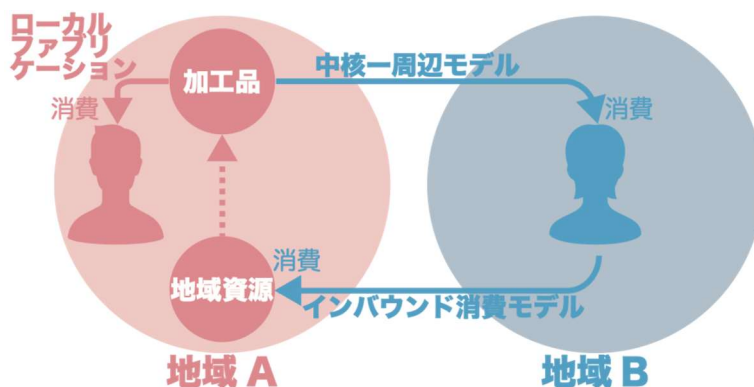 ローカル
ファブリ
ケーション
加工品
中核ー周辺モデル
消費
消費
消費
地域資源
インバウンド消費モデル
地域 A
地域 B